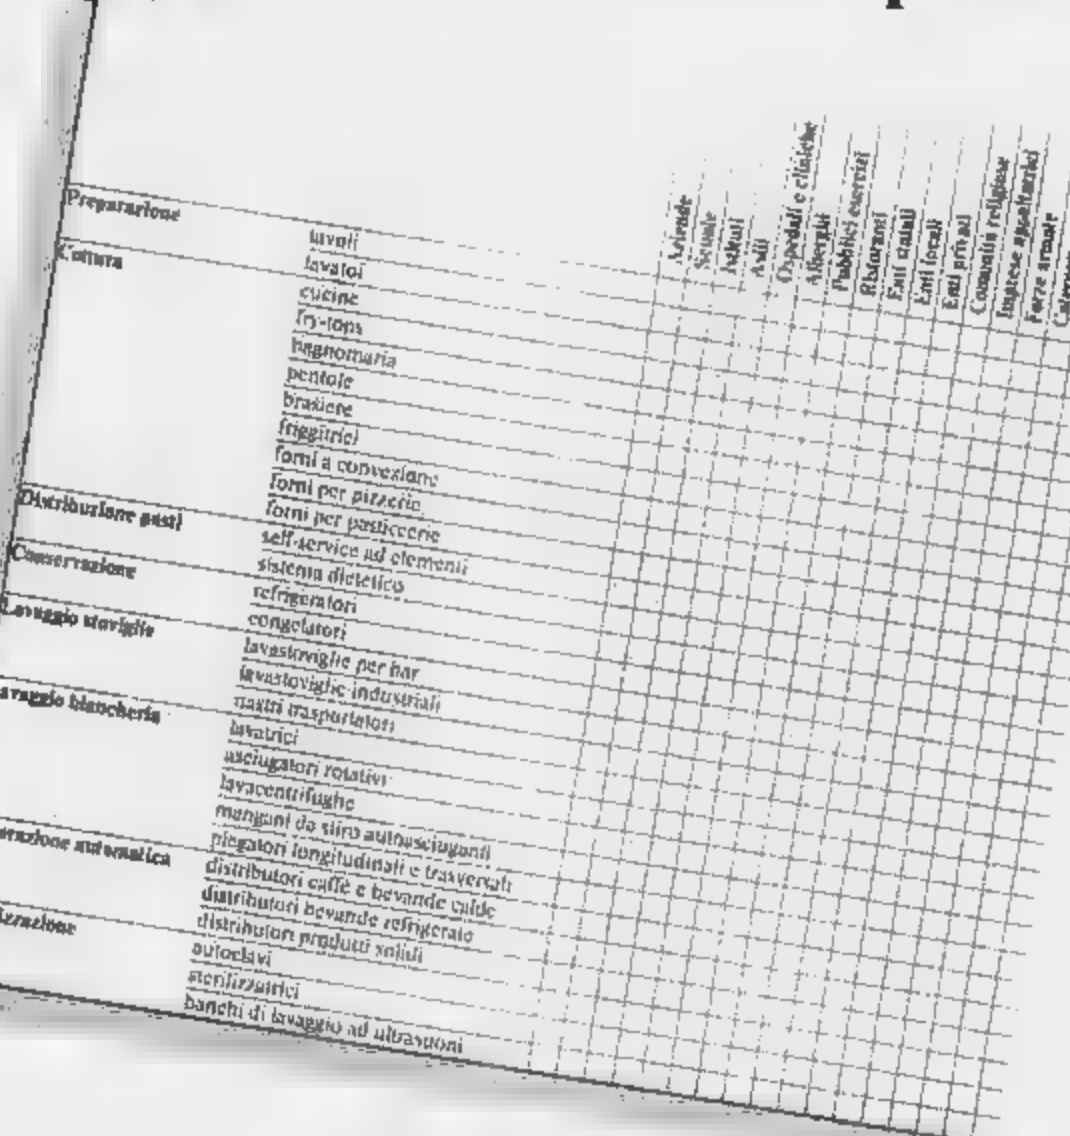 Aziende
Scuole
Istituti
Asili
Ospedali e cliniche
Alberghi
Pubblici esercizi
Ristoranti
Enti statali
Enti locali
Enti privati
Comunità religiose
Imprese appaltatrici
Forze armate
Preparazione
tavoli
lavatoi
Cottura
cucine
fry-tops
bagnomaria
pentole
brasiere
friggitrici
forni a convezione
forni per pizzerie
forni per pasticcerie
Distribuzione pasti
self-service ad elementi
sistema dietetico
Conservazione
refrigeratori
congelatori
Lavaggio stoviglie
lavastoviglie per bar
lavastoviglie industriali
nastri trasportatori
avaggio biancheria
lavatrici
asciugatori rotativi
lavacentrifughe
mangani da stiro autoasciuganti
piegatori longitudinali e trasversali
razione automatica
distributori caffè e bevande calde
distributori bevande refrigerate
distributori prodotti solidi
izzazione
autoclavi
sterilizzatrici
banchi di lavaggio ad ultrasuoni